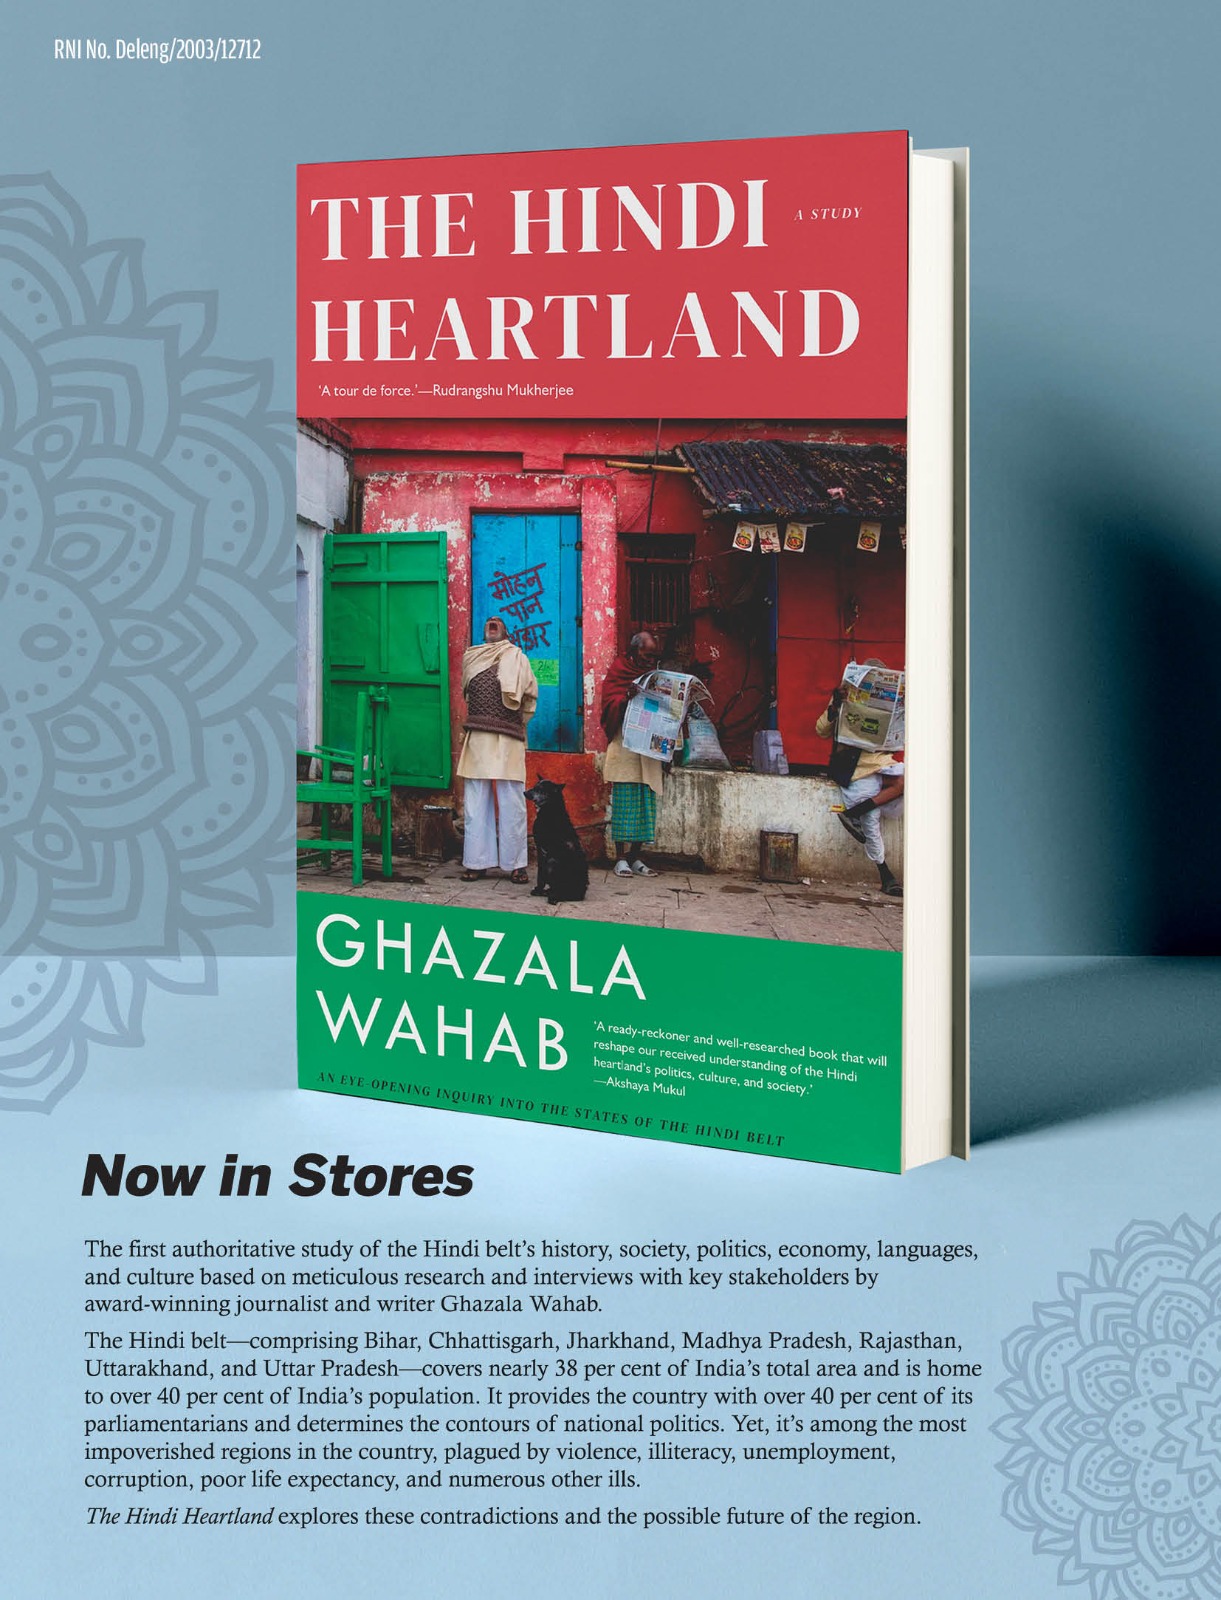 RNI No. Deleng/2003/12712
THE HINDI
A STUDY
HEARTLAND
‘A tour de force.’—Rudrangshu Mukherjee
मोहन
पान
भंडार
GHAZALA
WAHAB
‘A ready-reckoner and well-researched book that will
reshape our received understanding of the Hindi
heartland’s politics, culture, and society.’
—Akshaya Mukul
AN EYE-OPENING INQUIRY INTO THE STATES OF THE HINDI BELT
Now in Stores
The first authoritative study of the Hindi belt’s history, society, politics, economy, languages,
and culture based on meticulous research and interviews with key stakeholders by
award-winning journalist and writer Ghazala Wahab.
The Hindi belt—comprising Bihar, Chhattisgarh, Jharkhand, Madhya Pradesh, Rajasthan,
Uttarakhand, and Uttar Pradesh—covers nearly 38 per cent of India’s total area and is home
to over 40 per cent of India’s population. It provides the country with over 40 per cent of its
parliamentarians and determines the contours of national politics. Yet, it’s among the most
impoverished regions in the country, plagued by violence, illiteracy, unemployment,
corruption, poor life expectancy, and numerous other ills.
The Hindi Heartland explores these contradictions and the possible future of the region.